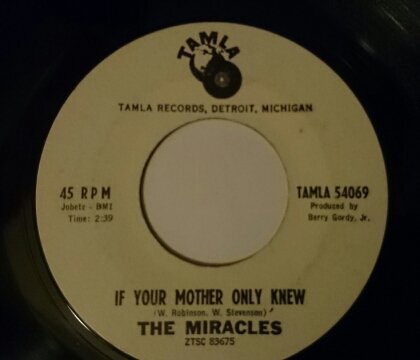 TAMLA
TAMLA RECORDS, DETROIT, MICHIGAN
45 RPM
Jobete - BMI
Time: 2:39
TAMLA 54069
Produced by
Berry Gordy, Jr.
IF YOUR MOTHER ONLY KNEW
(W. Robinson, W. Stevenson)
THE MIRACLES
ZTSC 83675